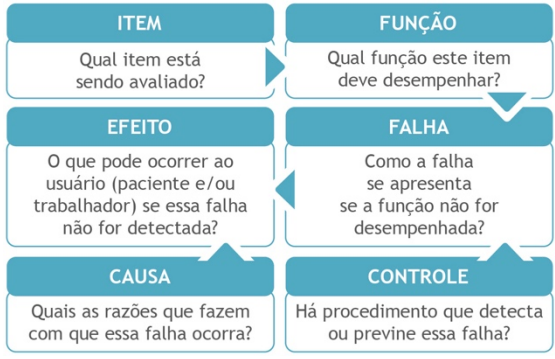 ITEM
Qual item está
sendo avaliado?
FUNÇÃO
Qual função este item
deve desempenhar?
EFEITO
O que pode ocorrer ao
usuário (paciente e/ou
trabalhador) se essa falha
não for detectada?
FALHA
Como a falha
se apresenta
se a função não for
desempenhada?
CAUSA
Quais as razões que fazem
com que essa falha ocorra?
CONTROLE
Há procedimento que detecta
ou previne essa falha?